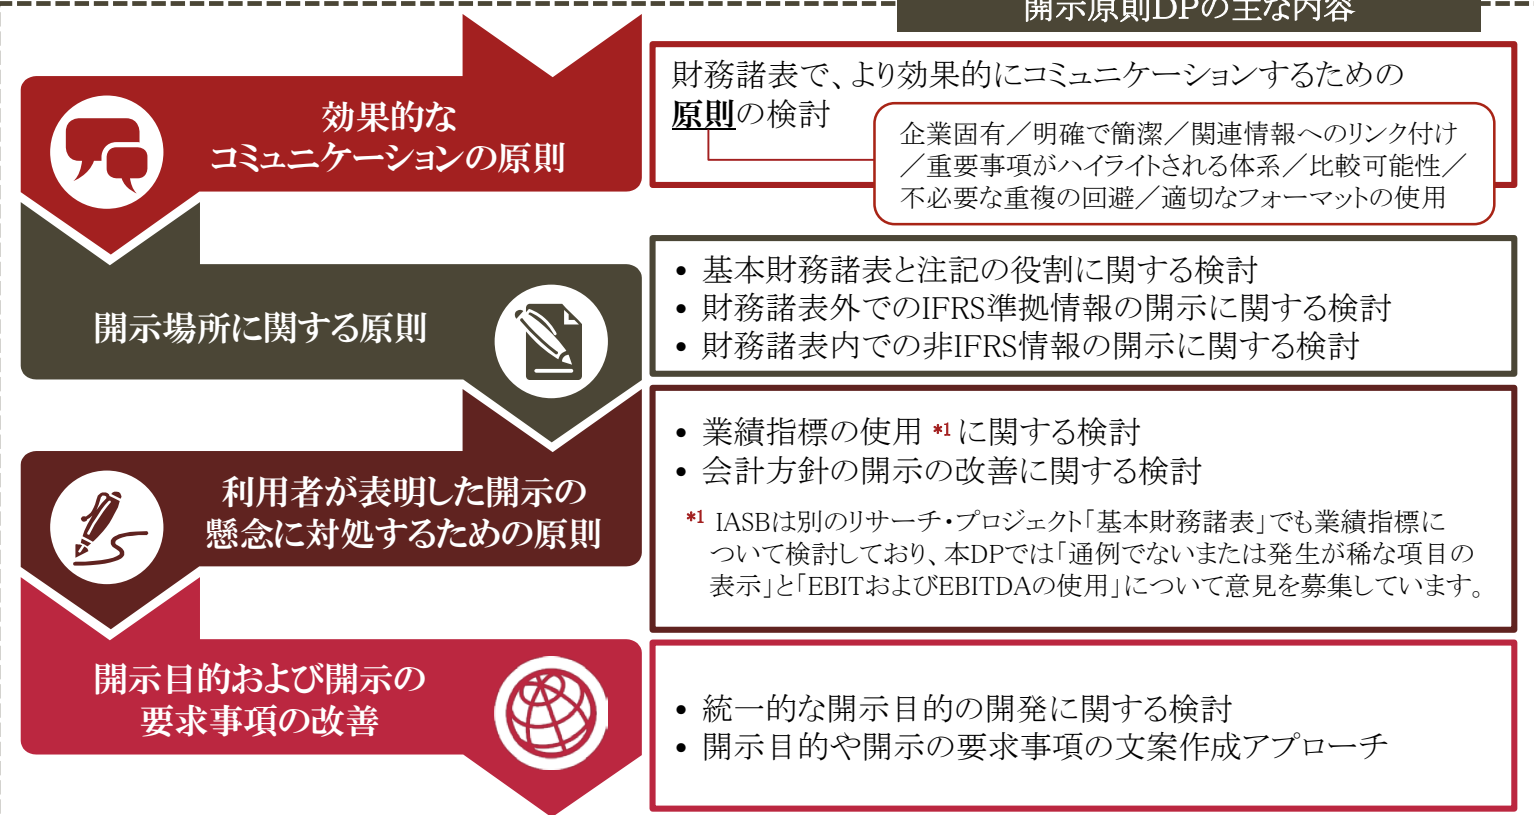 開示原則DPの主な内容
効果的な
コミュニケーションの原則
財務諸表で、より効果的にコミュニケーションするための
原則の検討
企業固有／明確で簡潔／関連情報へのリンク付け
／重要事項がハイライトされる体系／比較可能性／
不必要な重複の回避／適切なフォーマットの使用
開示場所に関する原則
• 基本財務諸表と注記の役割に関する検討
• 財務諸表外でのIFRS準拠情報の開示に関する検討
• 財務諸表内での非IFRS情報の開示に関する検討
利用者が表明した開示の
懸念に対処するための原則
• 業績指標の使用 *1 に関する検討
• 会計方針の開示の改善に関する検討
*1 IASBは別のリサーチ・プロジェクト「基本財務諸表」でも業績指標に
ついて検討しており、本DPでは「通例でないまたは発生が稀な項目の
表示」と「EBITおよびEBITDAの使用」について意見を募集しています。
開示目的および開示の
要求事項の改善
• 統一的な開示目的の開発に関する検討
• 開示目的や開示の要求事項の文案作成アプローチ